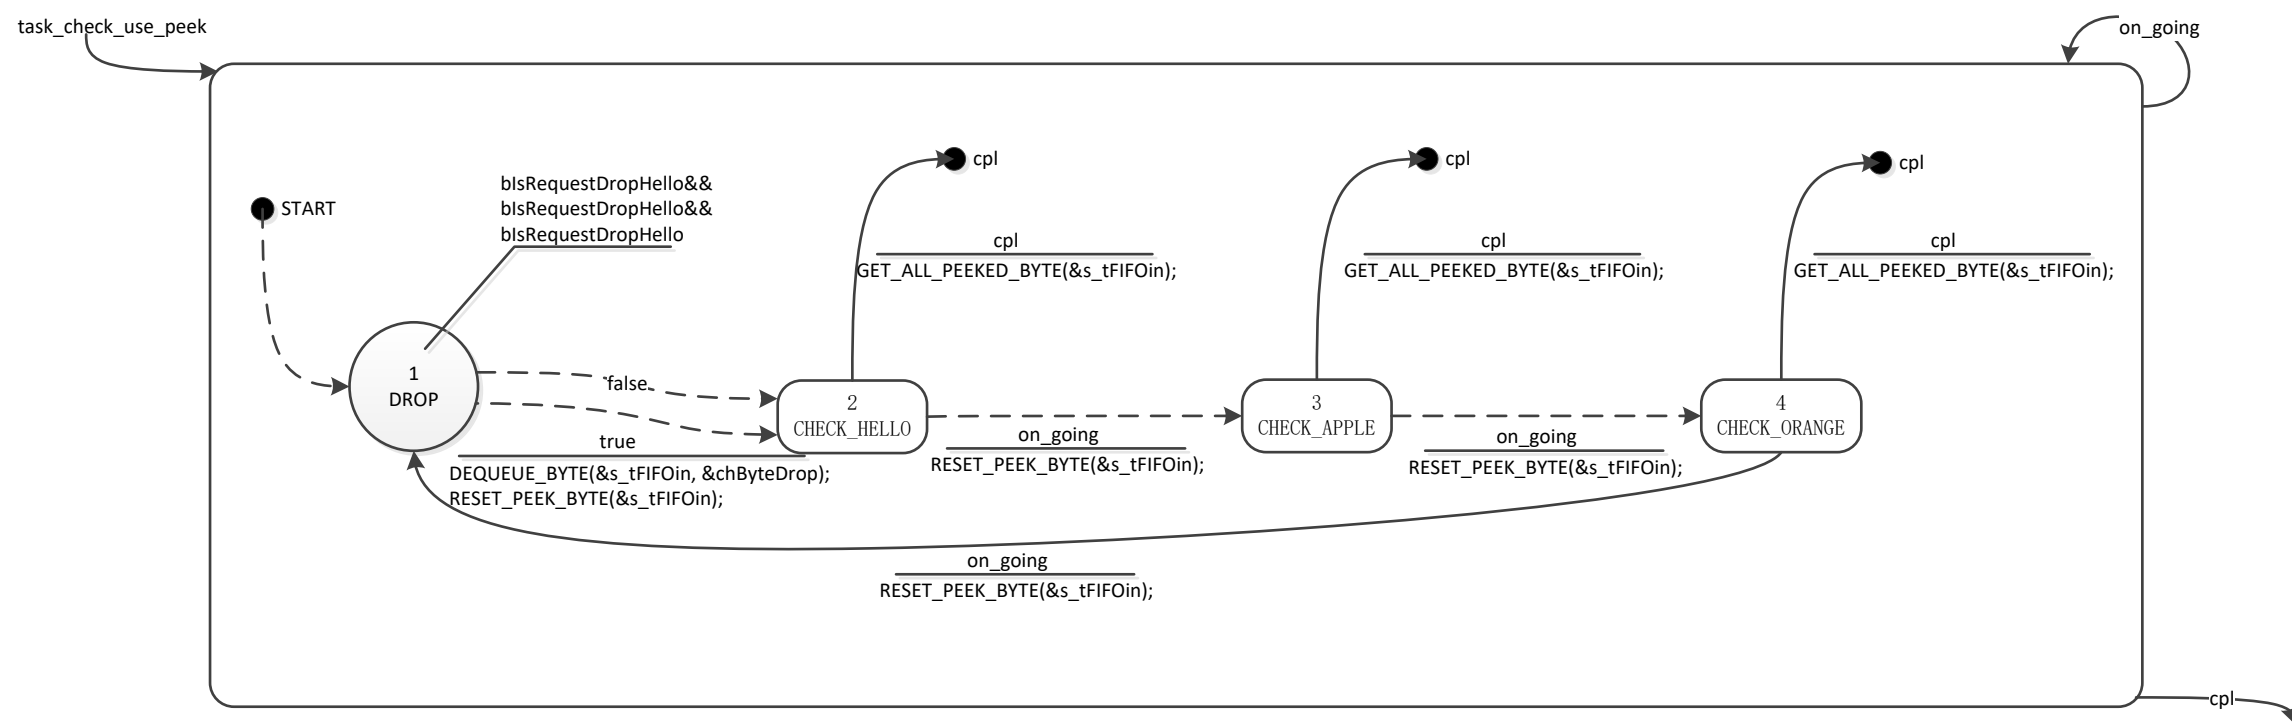 task_check_use_peek
on_going
cpl
cpl
cpl
bIsRequestDropHello&&
bIsRequestDropHello&&
bIsRequestDropHello
START
cpl
GET_ALL_PEEKED_BYTE(&s_tFIFOin);
cpl
GET_ALL_PEEKED_BYTE(&s_tFIFOin);
cpl
GET_ALL_PEEKED_BYTE(&s_tFIFOin);
1
DROP
false
2
CHECK_HELLO
3
CHECK_APPLE
4
CHECK_ORANGE
true
DEQUEUE_BYTE(&s_tFIFOin, &chByteDrop);
RESET_PEEK_BYTE(&s_tFIFOin);
on_going
RESET_PEEK_BYTE(&s_tFIFOin);
on_going
RESET_PEEK_BYTE(&s_tFIFOin);
on_going
RESET_PEEK_BYTE(&s_tFIFOin);
cpl